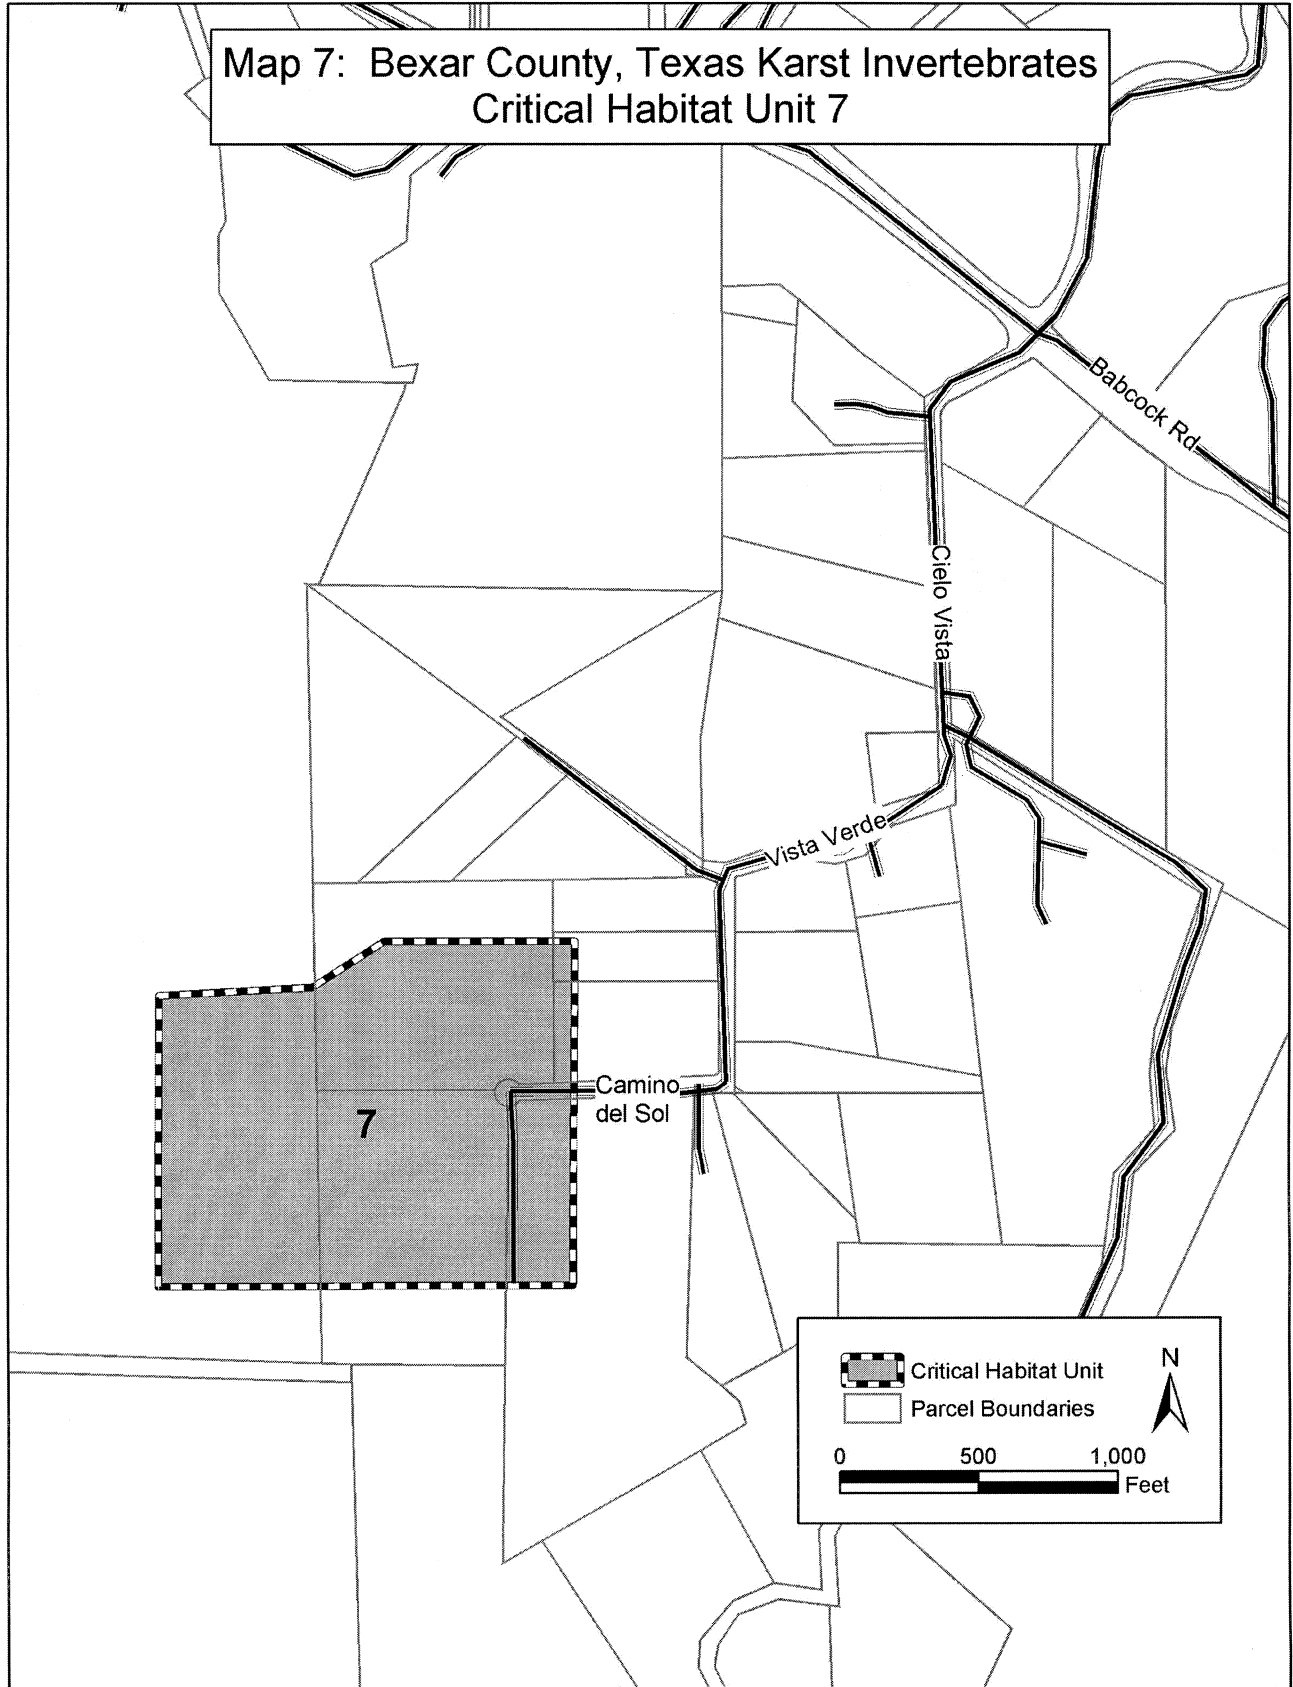 Map 7: Bexar County, Texas Karst Invertebrates
Critical Habitat Unit 7
Babcock Rd
Cielo Vista
Vista Verde
Camino
del Sol
7
Critical Habitat Unit
Parcel Boundaries
N
0 500 1,000
Feet